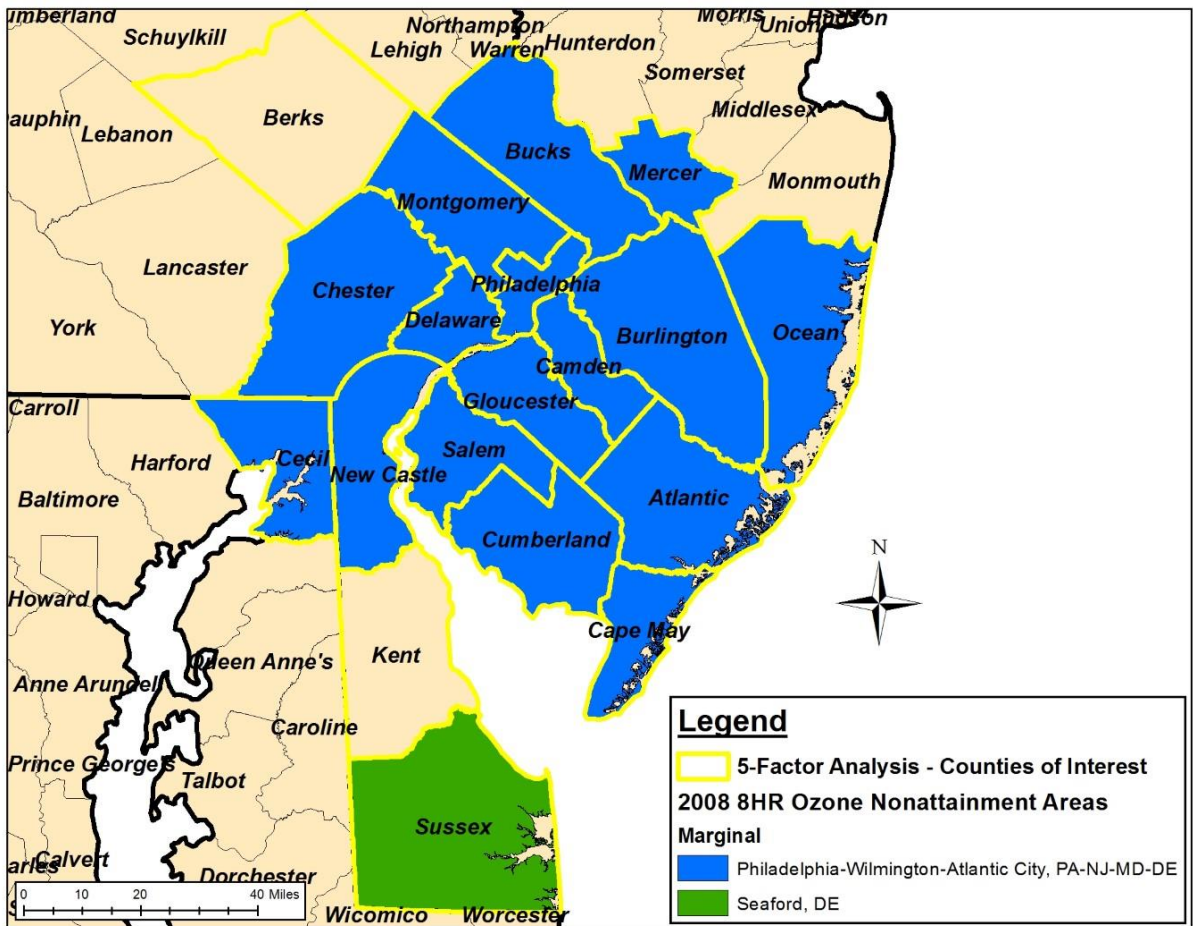 umberland
Schuylkill
Northampton
Lehigh
Warren
Hunterdon
Morris
Union
Hudson
Somerset
Middlesex
auphin
Lebanon
Berks
Bucks
Mercer
Monmouth
Montgomery
Lancaster
Chester
Philadelphia
York
Delaware
Burlington
Ocean
Camden
Carroll
Gloucester
Harford
Cecil
New Castle
Salem
Baltimore
Atlantic
Cumberland
Howard
Cape May
Queen Anne's
Kent
Anne Arundel
Caroline
Prince George's
Talbot
Sussex
Calvert
arles
Dorchester
Wicomico
Worcester
N
0 10 20 40 Miles
Legend
5-Factor Analysis - Counties of Interest
2008 8HR Ozone Nonattainment Areas
Marginal
Philadelphia-Wilmington-Atlantic City, PA-NJ-MD-DE
Seaford, DE